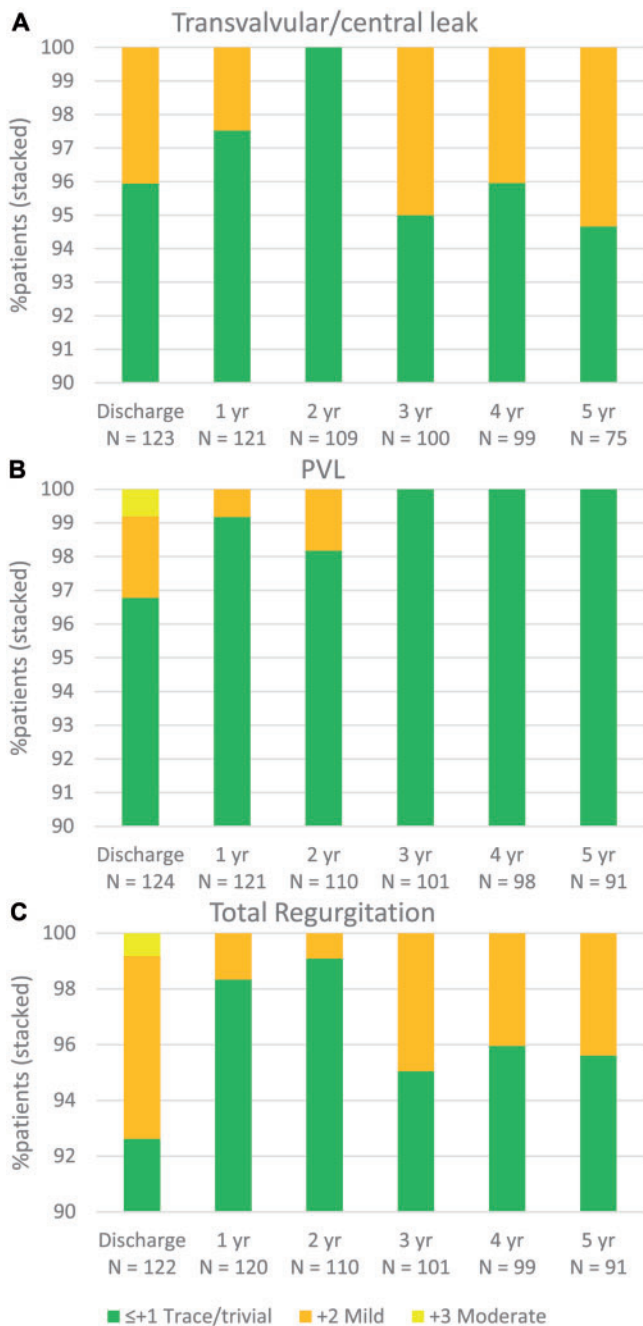 A Transvalvular/central leak
%patients (stacked)
100
99
98
97
96
95
94
93
92
91
90
Discharge 1 yr 2 yr 3 yr 4 yr 5 yr
N = 123 N = 121 N = 109 N = 100 N = 99 N = 75
B PVL
%patients (stacked)
100
99
98
97
96
95
94
93
92
91
90
Discharge 1 yr 2 yr 3 yr 4 yr 5 yr
N = 124 N = 121 N = 110 N = 101 N = 98 N = 91
C Total Regurgitation
%patients (stacked)
100
98
96
94
92
90
Discharge 1 yr 2 yr 3 yr 4 yr 5 yr
N = 122 N = 120 N = 110 N = 101 N = 99 N = 91
≤+1 Trace/trivial +2 Mild +3 Moderate